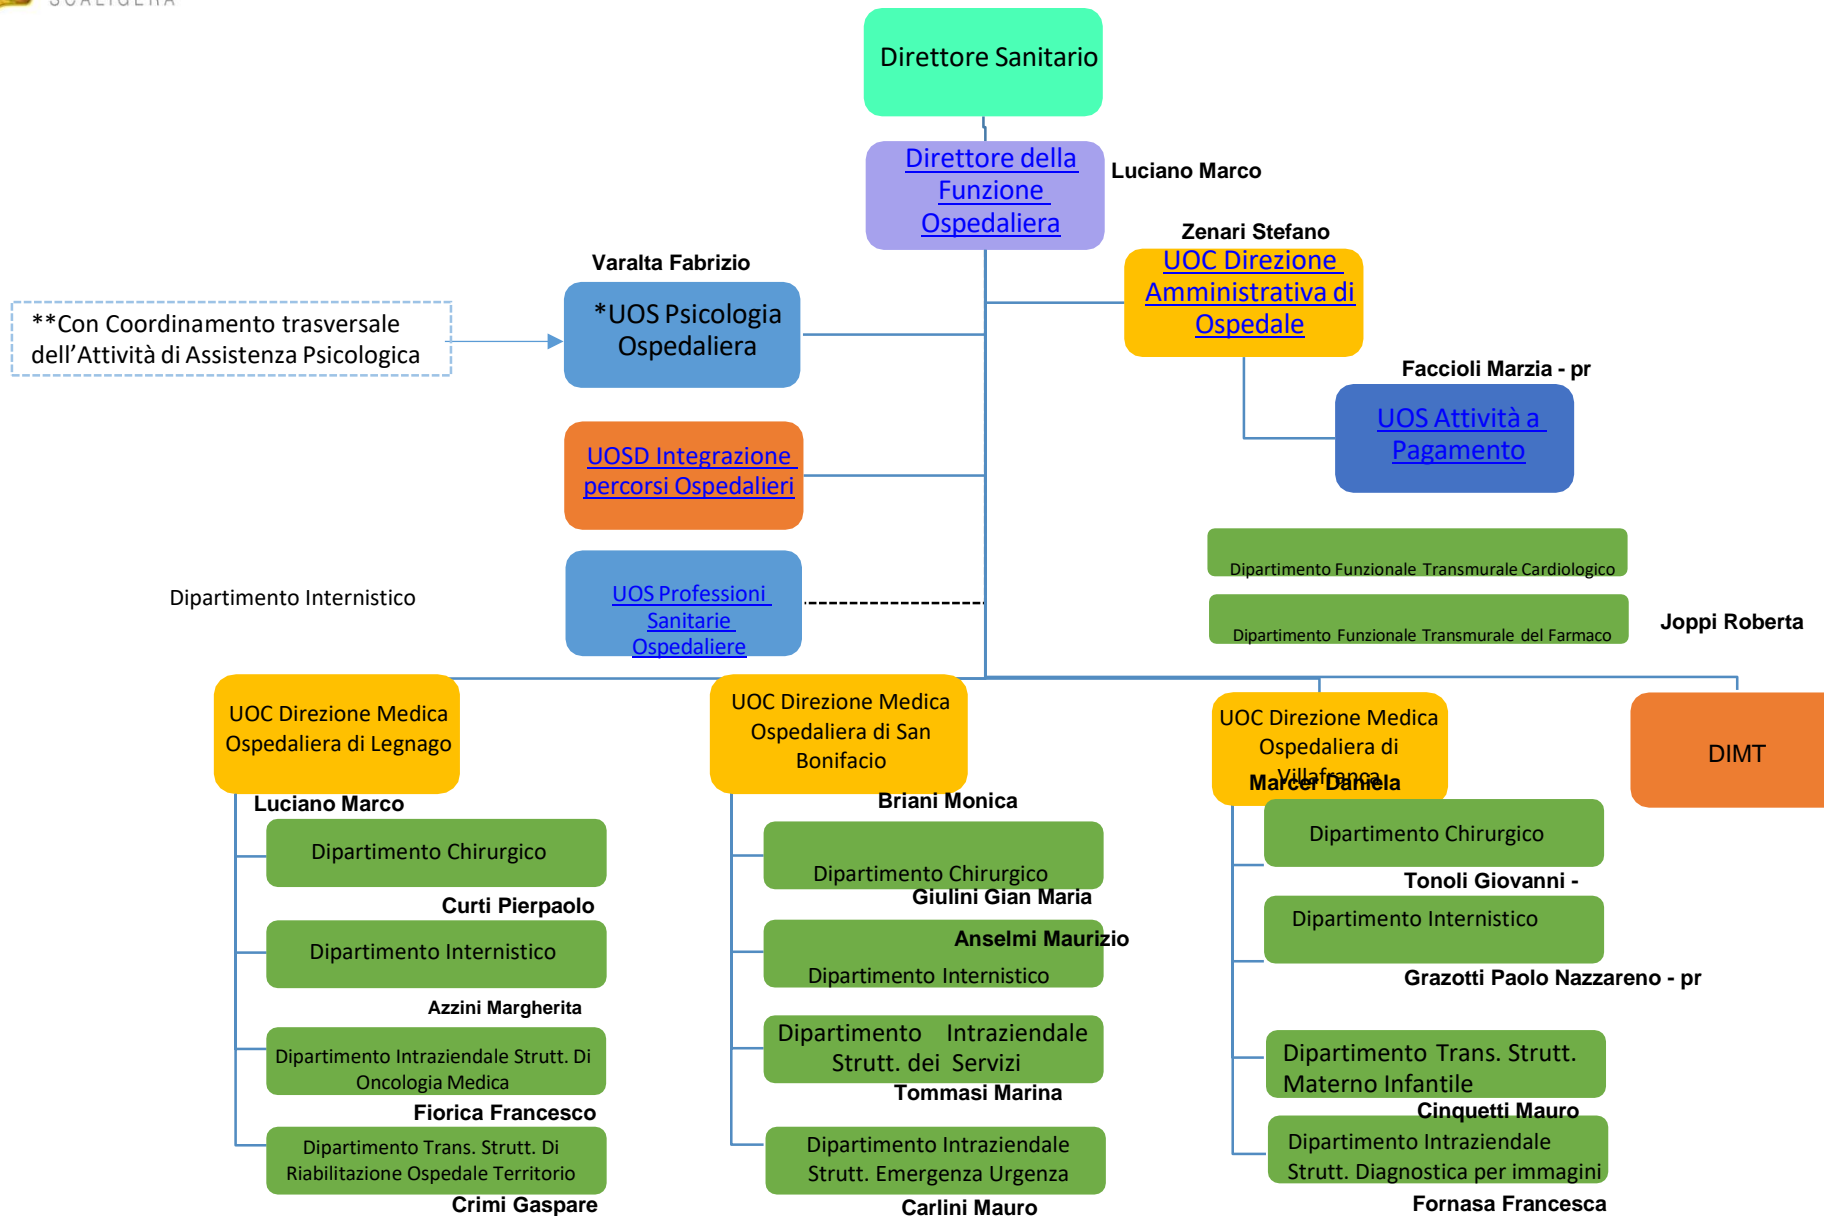 SCALIGERA
Direttore Sanitario
Direttore della
Funzione
Ospedaliera
Luciano Marco
Zenari Stefano
UOC Direzione
Amministrativa di
Ospedale
Varalta Fabrizio
*UOS Psicologia
Ospedaliera
**Con Coordinamento trasversale
dell’Attività di Assistenza Psicologica
Faccioli Marzia - pr
UOS Attività a
Pagamento
UOSD Integrazione
percorsi Ospedalieri
Dipartimento Funzionale Transmurale Cardiologico
Dipartimento Internistico
UOS Professioni
Sanitarie
Ospedaliere
Dipartimento Funzionale Transmurale del Farmaco
Joppi Roberta
UOC Direzione Medica
Ospedaliera di Legnago
Luciano Marco
Dipartimento Chirurgico
Curti Pierpaolo
Dipartimento Internistico
Azzini Margherita
Dipartimento Intraziendale Strutt. Di
Oncologia Medica
Fiorica Francesco
Dipartimento Trans. Strutt. Di
Riabilitazione Ospedale Territorio
Crimi Gaspare
UOC Direzione Medica
Ospedaliera di San
Bonifacio
Briani Monica
Dipartimento Chirurgico
Giulini Gian Maria
Anselmi Maurizio
Dipartimento Internistico
Dipartimento Intraziendale
Strutt. dei Servizi
Tommasi Marina
Dipartimento Intraziendale
Strutt. Emergenza Urgenza
Carlini Mauro
UOC Direzione Medica
Ospedaliera di
Villafranca
Marcer Daniela
Dipartimento Chirurgico
Tonoli Giovanni -
Dipartimento Internistico
Grazotti Paolo Nazzareno - pr
Dipartimento Trans. Strutt.
Materno Infantile
Cinquetti Mauro
Dipartimento Intraziendale
Strutt. Diagnostica per immagini
Fornasa Francesca
DIMT